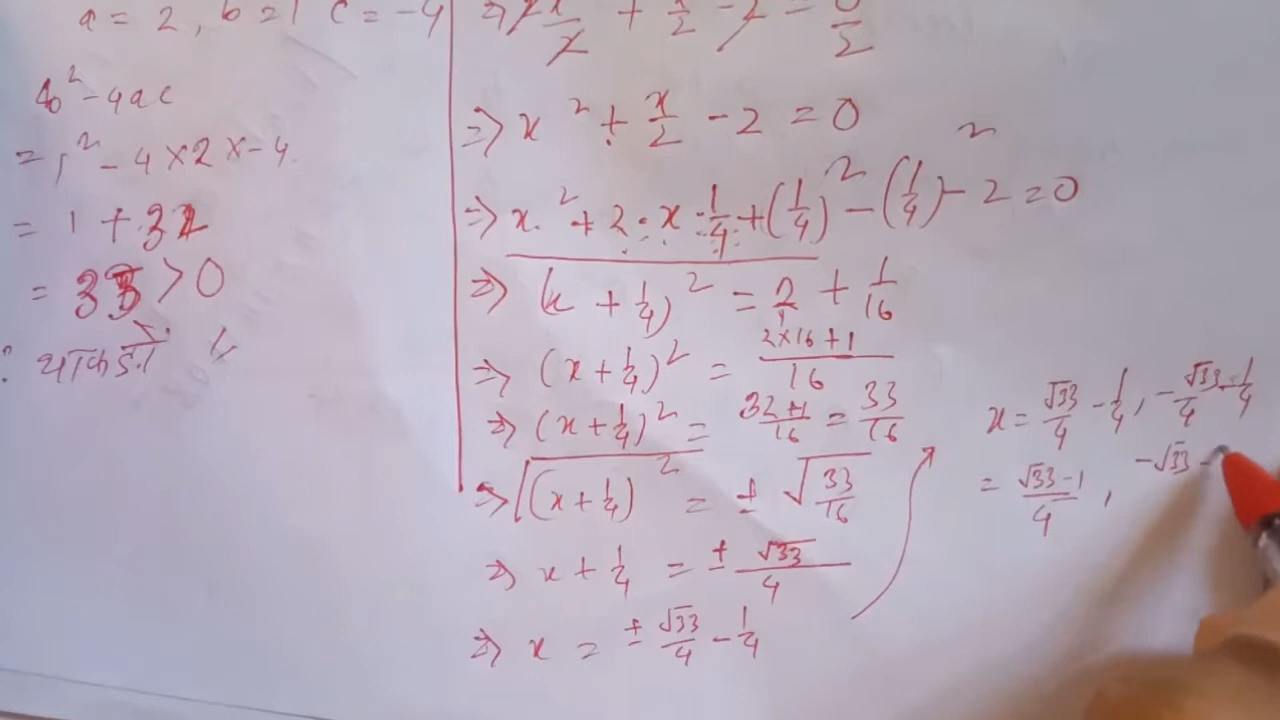 a = 2, b = 1 c = -4
b² - 4ac
= 1² - 4 × 2 × -4
= 1 + 32
= 33 > 0
⇒ x² + x/2 - 2 = 0
⇒ x² + 2·x·1/4 + (1/4)² - (1/4)² - 2 = 0
⇒ (x + 1/4)² = 2 + 1/16
⇒ (x + 1/4)² = (2×16+1)/16
⇒ (x + 1/4)² = (32+1)/16 = 33/16
⇒ √(x + 1/4)² = ± √(33/16)
⇒ x + 1/4 = ± √33/4
⇒ x = ± √33/4 - 1/4
x = √33/4 - 1/4, -√33/4 - 1/4
= (√33 - 1)/4, -√33 -